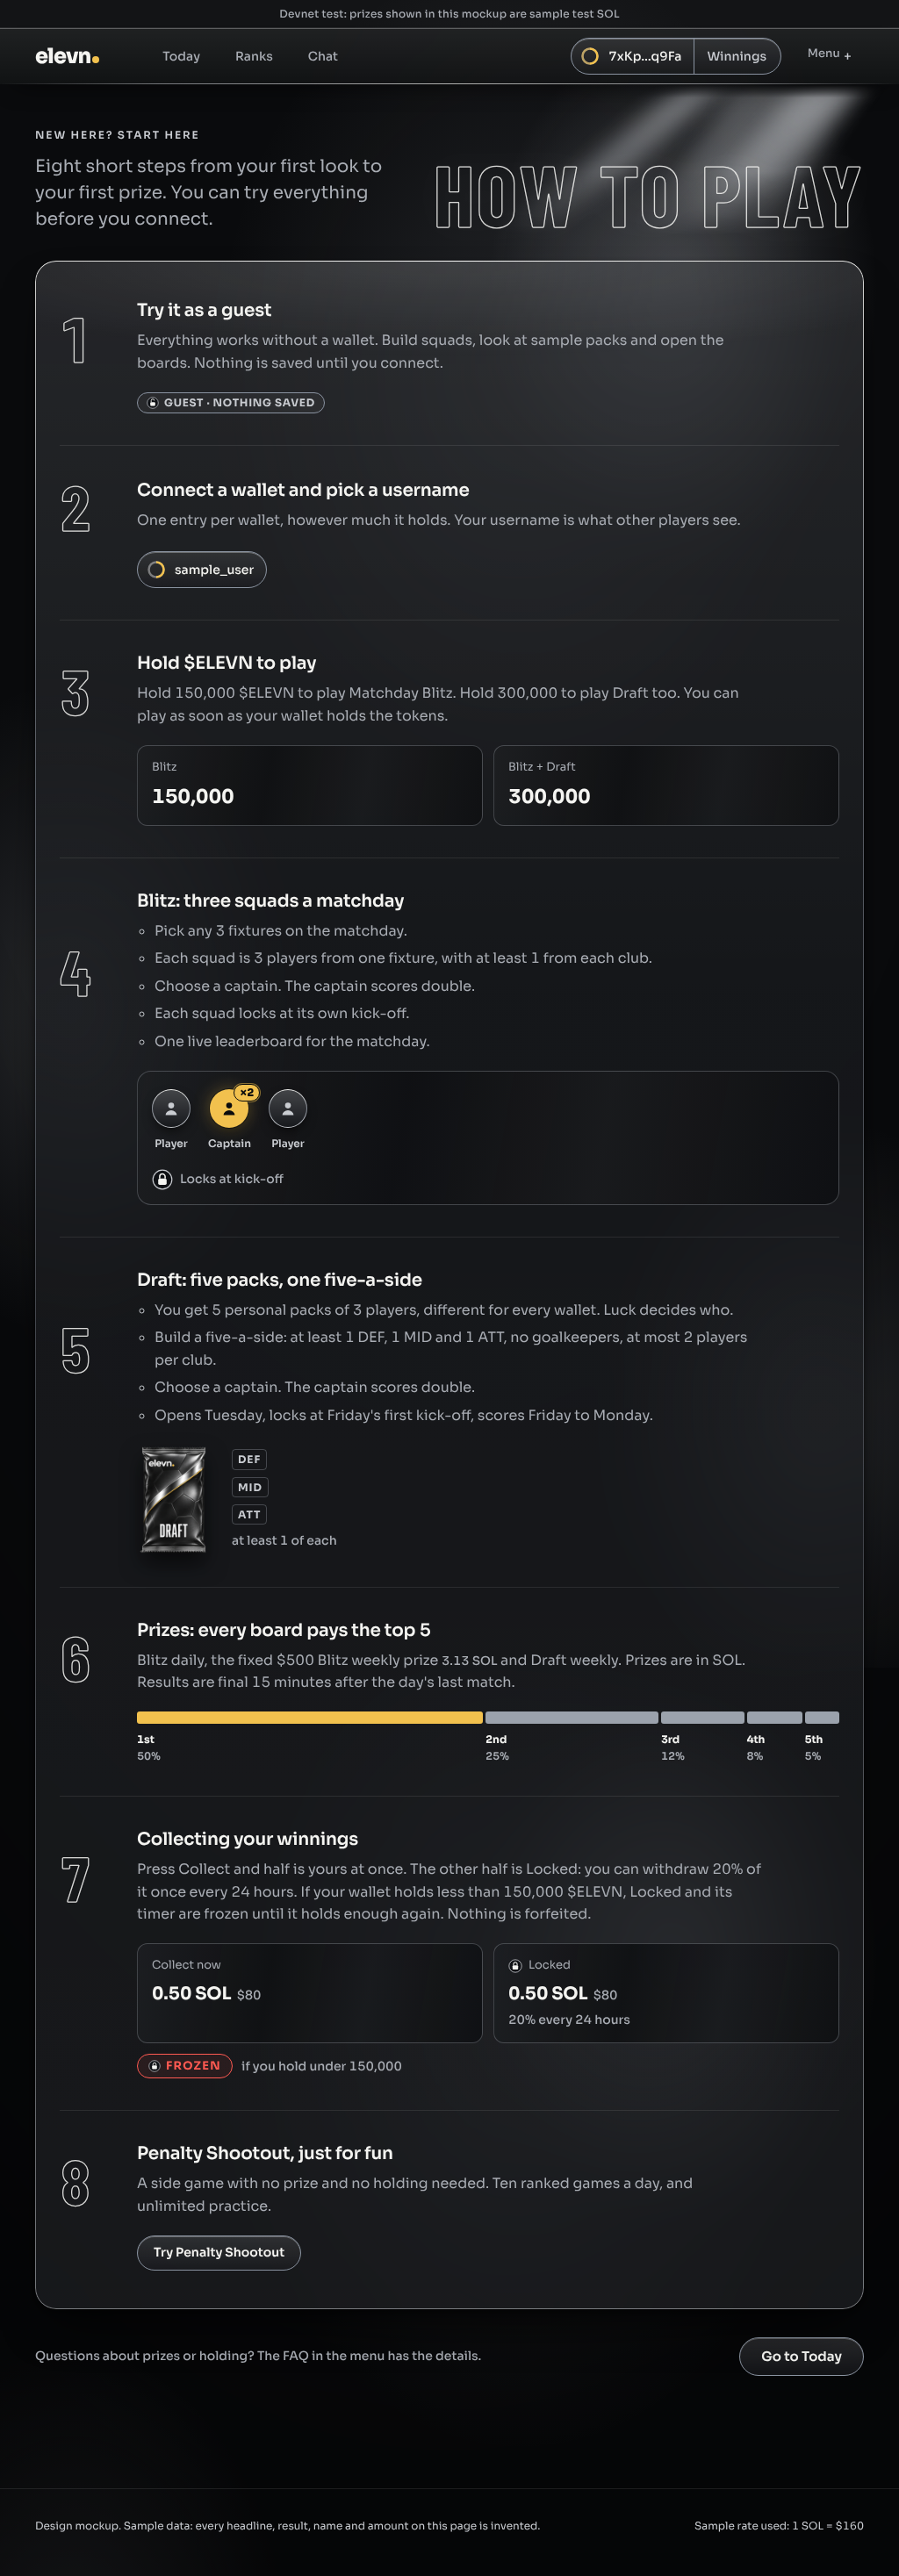 Devnet test: prizes shown in this mockup are sample test SOL
elevn.
Today
Ranks
Chat
7xKp...q9Fa
Winnings
Menu +
NEW HERE? START HERE
Eight short steps from your first look to
your first prize. You can try everything
before you connect.
HOW TO PLAY
1
Try it as a guest
Everything works without a wallet. Build squads, look at sample packs and open the
boards. Nothing is saved until you connect.
GUEST · NOTHING SAVED
2
Connect a wallet and pick a username
One entry per wallet, however much it holds. Your username is what other players see.
sample_user
3
Hold $ELEVN to play
Hold 150,000 $ELEVN to play Matchday Blitz. Hold 300,000 to play Draft too. You can
play as soon as your wallet holds the tokens.
Blitz
150,000
Blitz + Draft
300,000
4
Blitz: three squads a matchday
Pick any 3 fixtures on the matchday.
Each squad is 3 players from one fixture, with at least 1 from each club.
Choose a captain. The captain scores double.
Each squad locks at its own kick-off.
One live leaderboard for the matchday.
×2
Player
Captain
Player
Locks at kick-off
5
Draft: five packs, one five-a-side
You get 5 personal packs of 3 players, different for every wallet. Luck decides who.
Build a five-a-side: at least 1 DEF, 1 MID and 1 ATT, no goalkeepers, at most 2 players
per club.
Choose a captain. The captain scores double.
Opens Tuesday, locks at Friday's first kick-off, scores Friday to Monday.
elevn.
DRAFT
DEF
MID
ATT
at least 1 of each
6
Prizes: every board pays the top 5
Blitz daily, the fixed $500 Blitz weekly prize 3.13 SOL and Draft weekly. Prizes are in SOL.
Results are final 15 minutes after the day's last match.
1st
50%
2nd
25%
3rd
12%
4th
8%
5th
5%
7
Collecting your winnings
Press Collect and half is yours at once. The other half is Locked: you can withdraw 20% of
it once every 24 hours. If your wallet holds less than 150,000 $ELEVN, Locked and its
timer are frozen until it holds enough again. Nothing is forfeited.
Collect now
0.50 SOL $80
Locked
0.50 SOL $80
20% every 24 hours
FROZEN
if you hold under 150,000
8
Penalty Shootout, just for fun
A side game with no prize and no holding needed. Ten ranked games a day, and
unlimited practice.
Try Penalty Shootout
Questions about prizes or holding? The FAQ in the menu has the details.
Go to Today
Design mockup. Sample data: every headline, result, name and amount on this page is invented.
Sample rate used: 1 SOL = $160